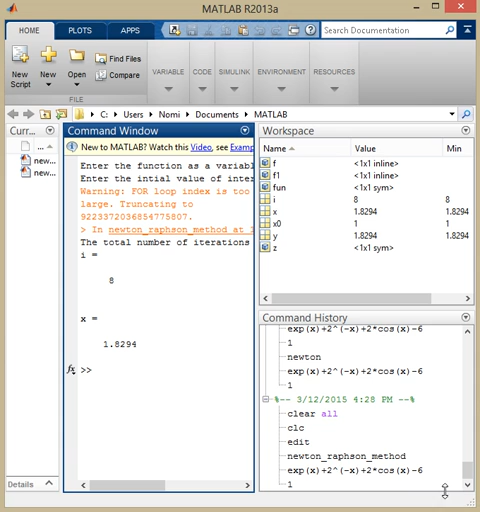 MATLAB R2013a
HOME PLOTS APPS Search Documentation
New Script New Open Find Files Compare VARIABLE CODE SIMULINK ENVIRONMENT RESOURCES
FILE
C: Users Nomi Documents MATLAB
Curr...
...
new...
new...
Details
Command Window
New to MATLAB? Watch this Video, see Examp
Enter the function as a variabl
Enter the intial value of inter
Warning: FOR loop index is too
large. Truncating to
9223372036854775807.
> In newton_raphson_method at
The total number of iterations
i =
8
x =
1.8294
fx >>
Workspace
Name Value Min
f <1x1 inline>
f1 <1x1 inline>
fun <1x1 sym>
i 8 8
x 1.8294 1.8294
x0 1 1
y 1.8294 1.8294
z <1x1 sym>
Command History
exp(x)+2^(-x)+2*cos(x)-6
1
newton
exp(x)+2^(-x)+2*cos(x)-6
1
%-- 3/12/2015 4:28 PM --%
clear all
clc
edit
newton_raphson_method
exp(x)+2^(-x)+2*cos(x)-6
1